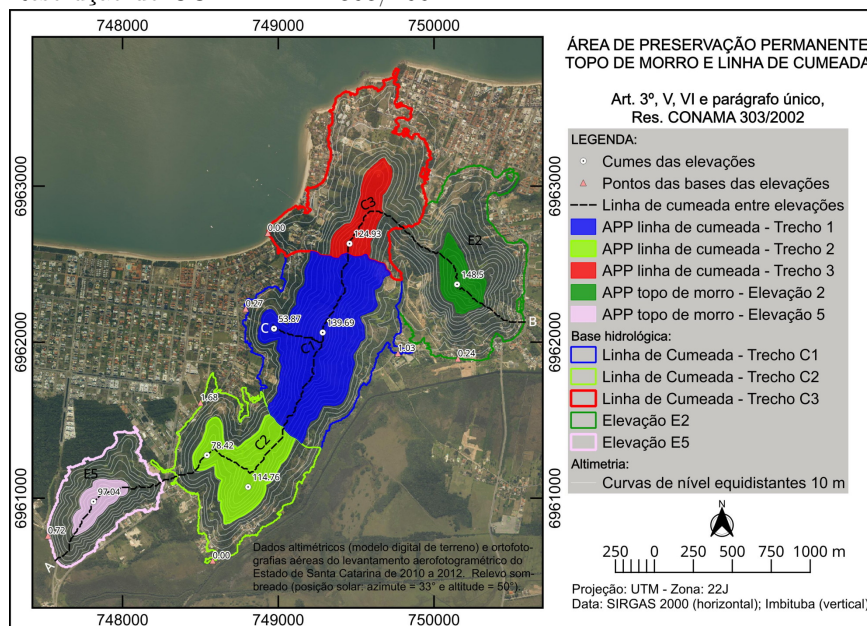 748000
749000
750000
6963000
6962000
6961000
6963000
6962000
6961000
748000
749000
750000
C3
0.00
124.93
E2
148.5
0.27
C
53.87
139.69
C1
B
1.03
0.24
1.68
C2
78.42
114.76
E5
97.04
0.72
A
0.00
Dados altimétricos (modelo digital de terreno) e ortofoto-
grafias aéreas do levantamento aerofotogramétrico do
Estado de Santa Catarina de 2010 a 2012. Relevo som-
breado (posição solar: azimute = 33° e altitude = 50°).
ÁREA DE PRESERVAÇÃO PERMANENTE
TOPO DE MORRO E LINHA DE CUMEADA
Art. 3º, V, VI e parágrafo único,
Res. CONAMA 303/2002
LEGENDA:
Cumes das elevações
Pontos das bases das elevações
Linha de cumeada entre elevações
APP linha de cumeada - Trecho 1
APP linha de cumeada - Trecho 2
APP linha de cumeada - Trecho 3
APP topo de morro - Elevação 2
APP topo de morro - Elevação 5
Base hidrológica:
Linha de Cumeada - Trecho C1
Linha de Cumeada - Trecho C2
Linha de Cumeada - Trecho C3
Elevação E2
Elevação E5
Altimetria:
Curvas de nível equidistantes 10 m
N
250 0 250 500 750 1000 m
Projeção: UTM - Zona: 22J
Data: SIRGAS 2000 (horizontal); Imbituba (vertical)